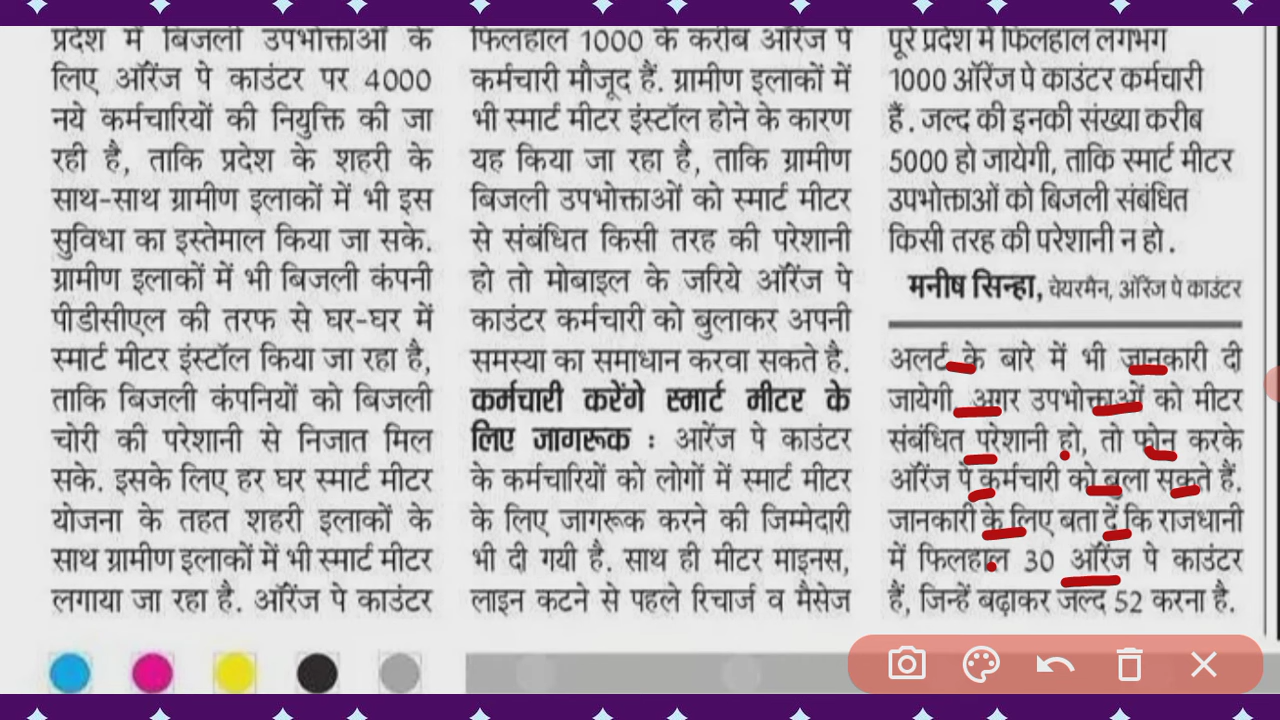 प्रदेश में बिजली उपभोक्ताओं के
लिए ऑरेंज पे काउंटर पर 4000
नये कर्मचारियों की नियुक्ति की जा
रही है, ताकि प्रदेश के शहरी के
साथ-साथ ग्रामीण इलाकों में भी इस
सुविधा का इस्तेमाल किया जा सके.
ग्रामीण इलाकों में भी बिजली कंपनी
पीडीसीएल की तरफ से घर-घर में
स्मार्ट मीटर इंस्टॉल किया जा रहा है,
ताकि बिजली कंपनियों को बिजली
चोरी की परेशानी से निजात मिल
सके. इसके लिए हर घर स्मार्ट मीटर
योजना के तहत शहरी इलाकों के
साथ ग्रामीण इलाकों में भी स्मार्ट मीटर
लगाया जा रहा है. ऑरेंज पे काउंटर
फिलहाल 1000 के करीब ऑरेंज पे
कर्मचारी मौजूद हैं. ग्रामीण इलाकों में
भी स्मार्ट मीटर इंस्टॉल होने के कारण
यह किया जा रहा है, ताकि ग्रामीण
बिजली उपभोक्ताओं को स्मार्ट मीटर
से संबंधित किसी तरह की परेशानी
हो तो मोबाइल के जरिये ऑरेंज पे
काउंटर कर्मचारी को बुलाकर अपनी
समस्या का समाधान करवा सकते है.
कर्मचारी करेंगे स्मार्ट मीटर के
लिए जागरूक : आरेंज पे काउंटर
के कर्मचारियों को लोगों में स्मार्ट मीटर
के लिए जागरूक करने की जिम्मेदारी
भी दी गयी है. साथ ही मीटर माइनस,
लाइन कटने से पहले रिचार्ज व मैसेज
पूरे प्रदेश में फिलहाल लगभग
1000 ऑरेंज पे काउंटर कर्मचारी
हैं. जल्द की इनकी संख्या करीब
5000 हो जायेगी, ताकि स्मार्ट मीटर
उपभोक्ताओं को बिजली संबंधित
किसी तरह की परेशानी न हो.
मनीष सिन्हा, चेयरमैन, ऑरेंज पे काउंटर
अलर्ट के बारे में भी जानकारी दी
जायेगी. अगर उपभोक्ताओं को मीटर
संबंधित परेशानी हो, तो फोन करके
ऑरेंज पे कर्मचारी को बुला सकते हैं.
जानकारी के लिए बता दें कि राजधानी
में फिलहाल 30 ऑरेंज पे काउंटर
हैं, जिन्हें बढ़ाकर जल्द 52 करना है.